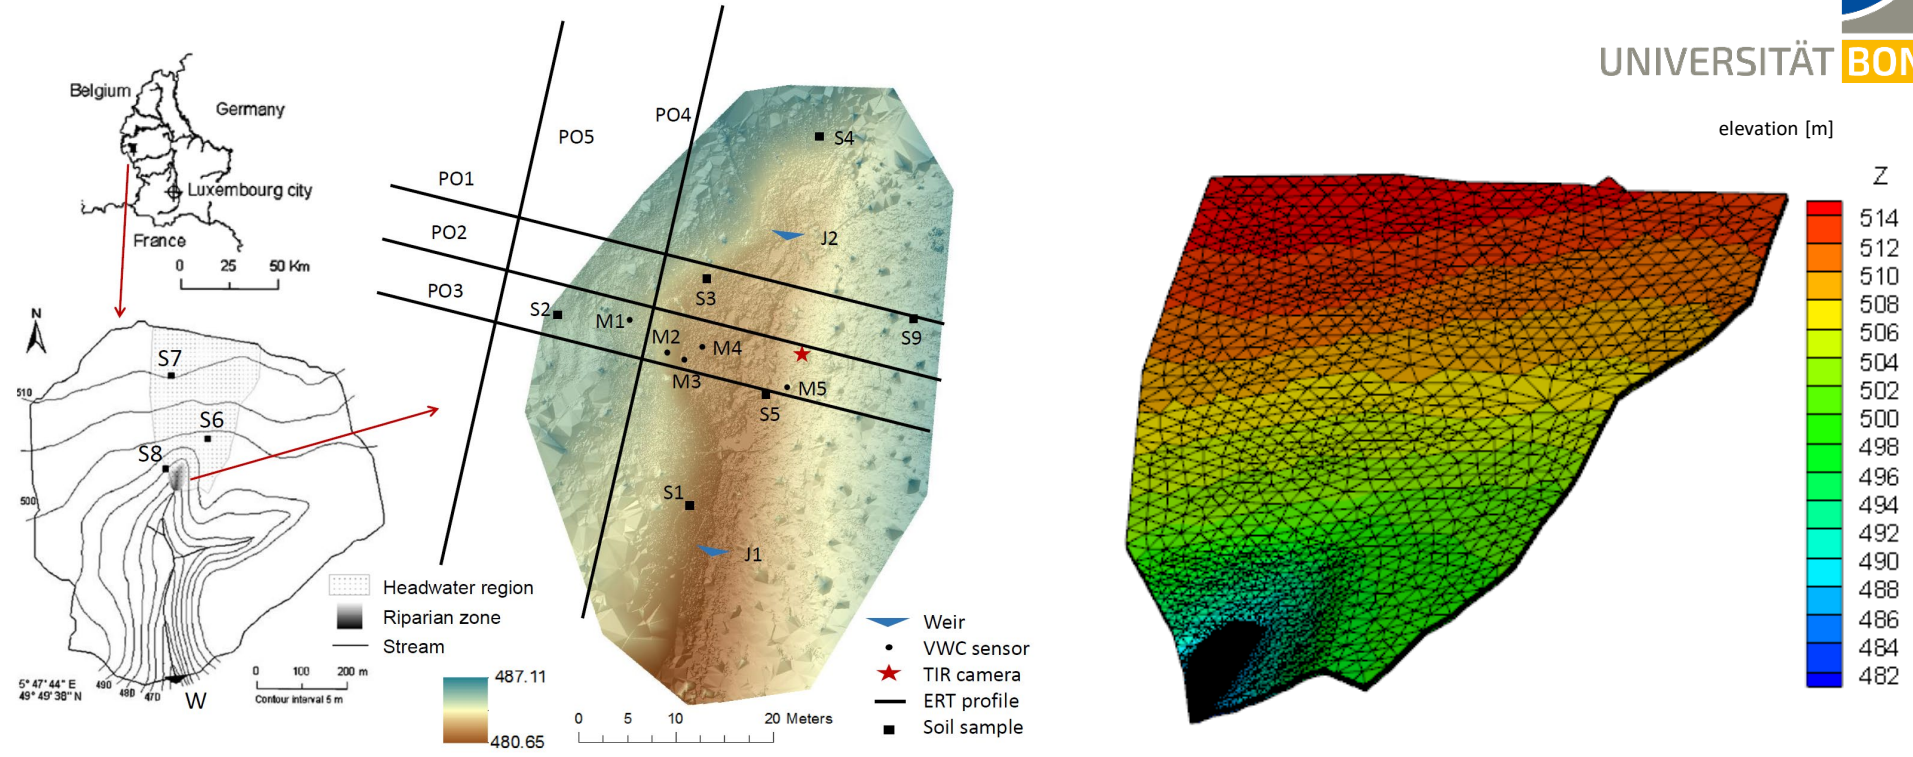 Belgium
Germany
Luxembourg city
France
0 25 50 Km
N
S7
510
S6
S8
500
Headwater region
Riparian zone
Stream
5° 47' 44" E
49° 49' 38" N
490 480 470
W
0 100 200 m
Contour interval 5 m
PO5
PO4
PO1
PO2
PO3
S4
J2
S3
S2
M1
M2
M4
M3
S9
M5
S5
S1
J1
487.11
480.65
0 5 10 20 Meters
Weir
VWC sensor
TIR camera
ERT profile
Soil sample
UNIVERSITÄT BON
elevation [m]
Z
514
512
510
508
506
504
502
500
498
496
494
492
490
488
486
484
482